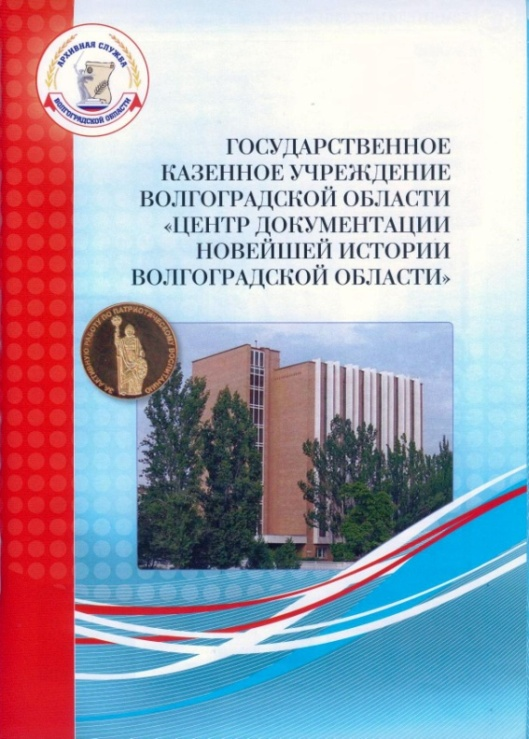 АРХИВНАЯ СЛУЖБА
ВОЛГОГРАДСКОЙ ОБЛАСТИ
ГОСУДАРСТВЕННОЕ
КАЗЕННОЕ УЧРЕЖДЕНИЕ
ВОЛГОГРАДСКОЙ ОБЛАСТИ
«ЦЕНТР ДОКУМЕНТАЦИИ
НОВЕЙШЕЙ ИСТОРИИ
ВОЛГОГРАДСКОЙ ОБЛАСТИ»
ЗА АКТИВНУЮ РАБОТУ ПО ПАТРИОТИЧЕСКОМУ ВОСПИТАНИЮ